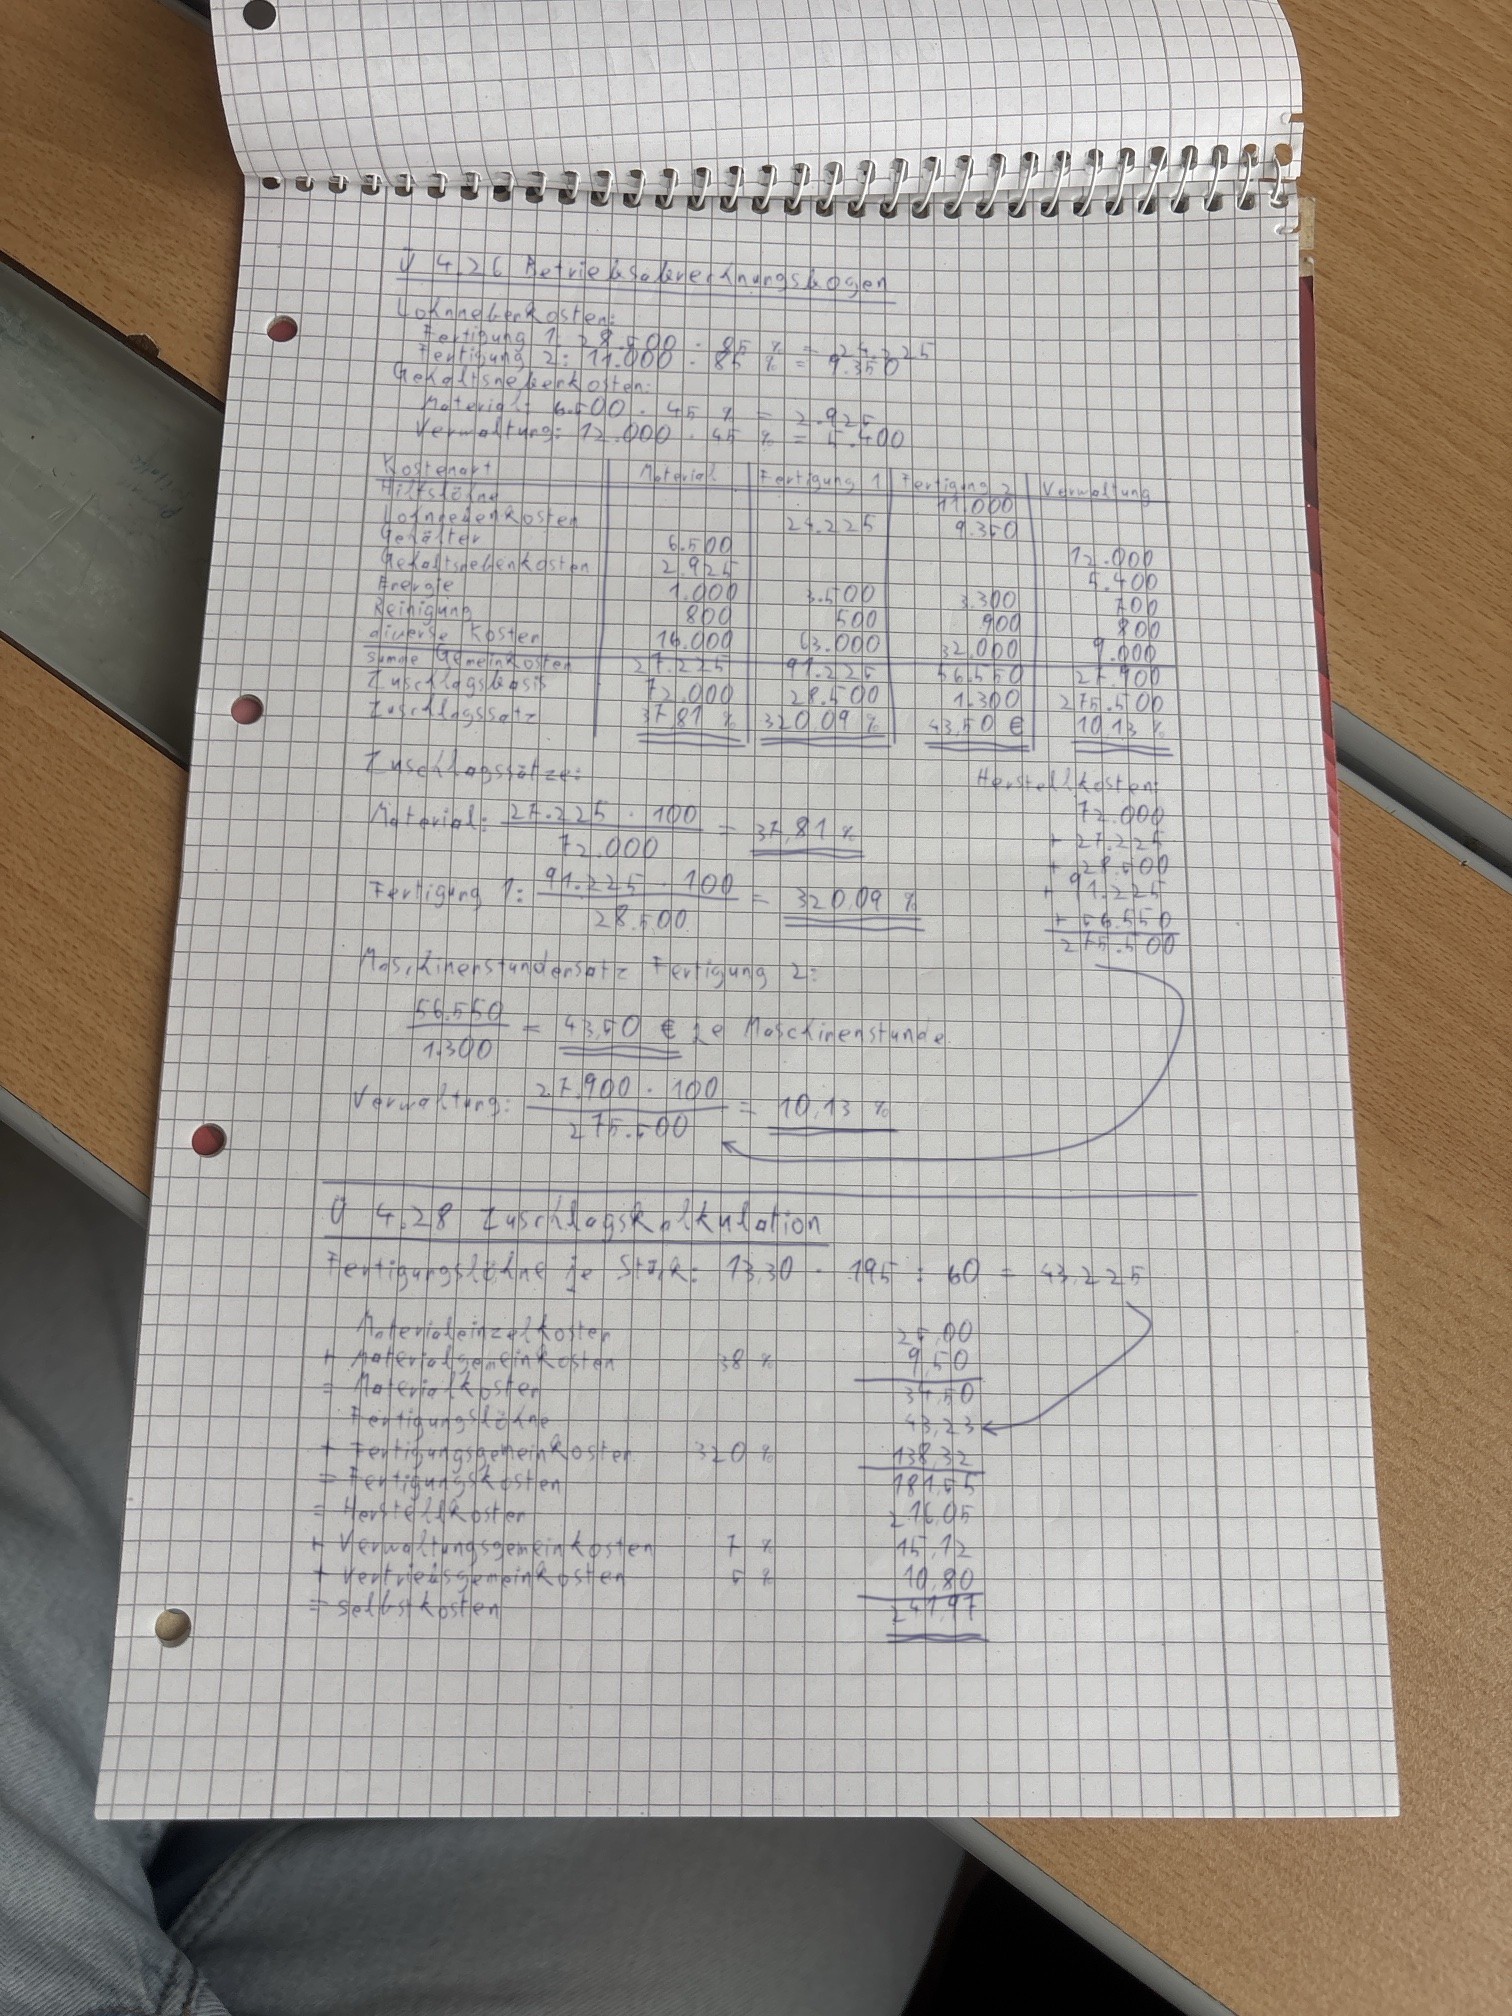 Ü 4.26 Betriebsabrechnungsbogen
Lohnnebenkosten:
Fertigung 1: 28.500 · 85 % = 24.225
Fertigung 2: 11.000 · 85 % = 9.350
Gehaltsnebenkosten:
Material: 6.500 · 45 % = 2.925
Verwaltung: 12.000 · 45 % = 5.400
Kostenart Material Fertigung 1 Fertigung 2 Verwaltung
Hilfslöhne 11.000
Lohnnebenkosten 24.225 9.350
Gehälter 6.500 12.000
Gehaltsnebenkosten 2.925 5.400
Energie 1.000 3.500 3.300 700
Reinigung 800 500 900 800
diverse Kosten 16.000 63.000 32.000 9.000
Summe Gemeinkosten 27.225 91.225 56.550 27.900
Zuschlagsbasis 72.000 28.500 1.300 275.500
Zuschlagssatz 37,81 % 320,09 % 43,50 € 10,13 %
Zuschlagssätze:
Herstellkosten:
72.000
+ 27.225
+ 28.500
+ 91.225
+ 56.550
275.500
Material: 27.225 · 100 = 37,81 %
72.000
Fertigung 1: 91.225 · 100 = 320,09 %
28.500
Maschinenstundensatz Fertigung 2:
56.550 = 43,50 € je Maschinenstunde
1.300
Verwaltung: 27.900 · 100 = 10,13 %
275.500
Ü 4.28 Zuschlagskalkulation
Fertigungslöhne je Stück: 13,30 · 195 : 60 = 43,225
Materialeinzelkosten 25,00
+ Materialgemeinkosten 38 % 9,50
= Materialkosten 34,50
Fertigungslöhne 43,23
+ Fertigungsgemeinkosten 320 % 138,32
= Fertigungskosten 181,55
= Herstellkosten 216,05
+ Verwaltungsgemeinkosten 7 % 15,12
+ Vertriebsgemeinkosten 5 % 10,80
= Selbstkosten 241,97